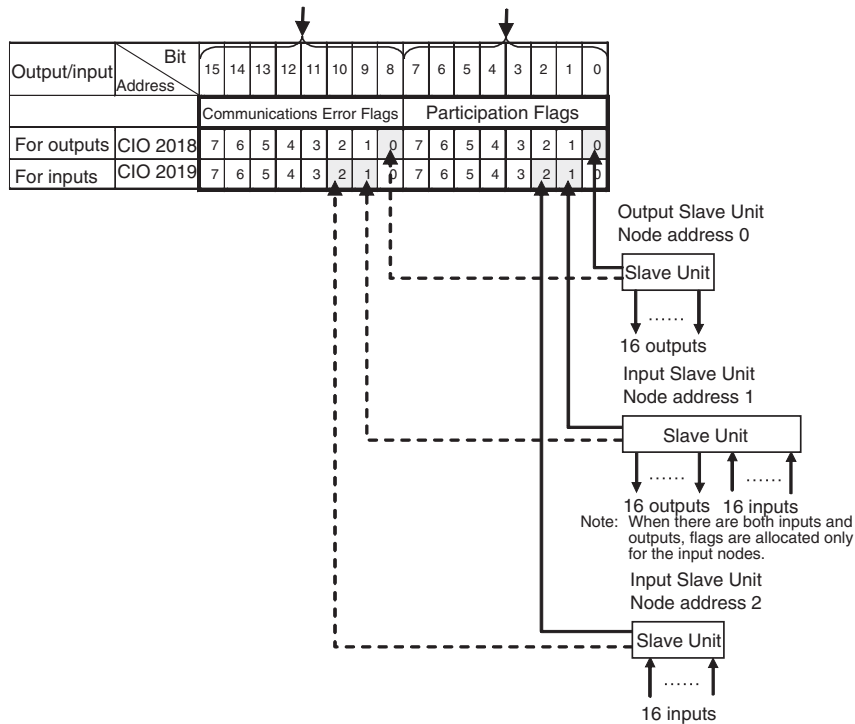 Bit
Output/input
Address
15 14 13 12 11 10 9 8 7 6 5 4 3 2 1 0
Communications Error Flags Participation Flags
For outputs CIO 2018 7 6 5 4 3 2 1 0 7 6 5 4 3 2 1 0
For inputs CIO 2019 7 6 5 4 3 2 1 0 7 6 5 4 3 2 1 0
Output Slave Unit
Node address 0
Slave Unit
......
16 outputs
Input Slave Unit
Node address 1
Slave Unit
...... ......
16 outputs 16 inputs
Note: When there are both inputs and
outputs, flags are allocated only
for the input nodes.
Input Slave Unit
Node address 2
Slave Unit
......
16 inputs